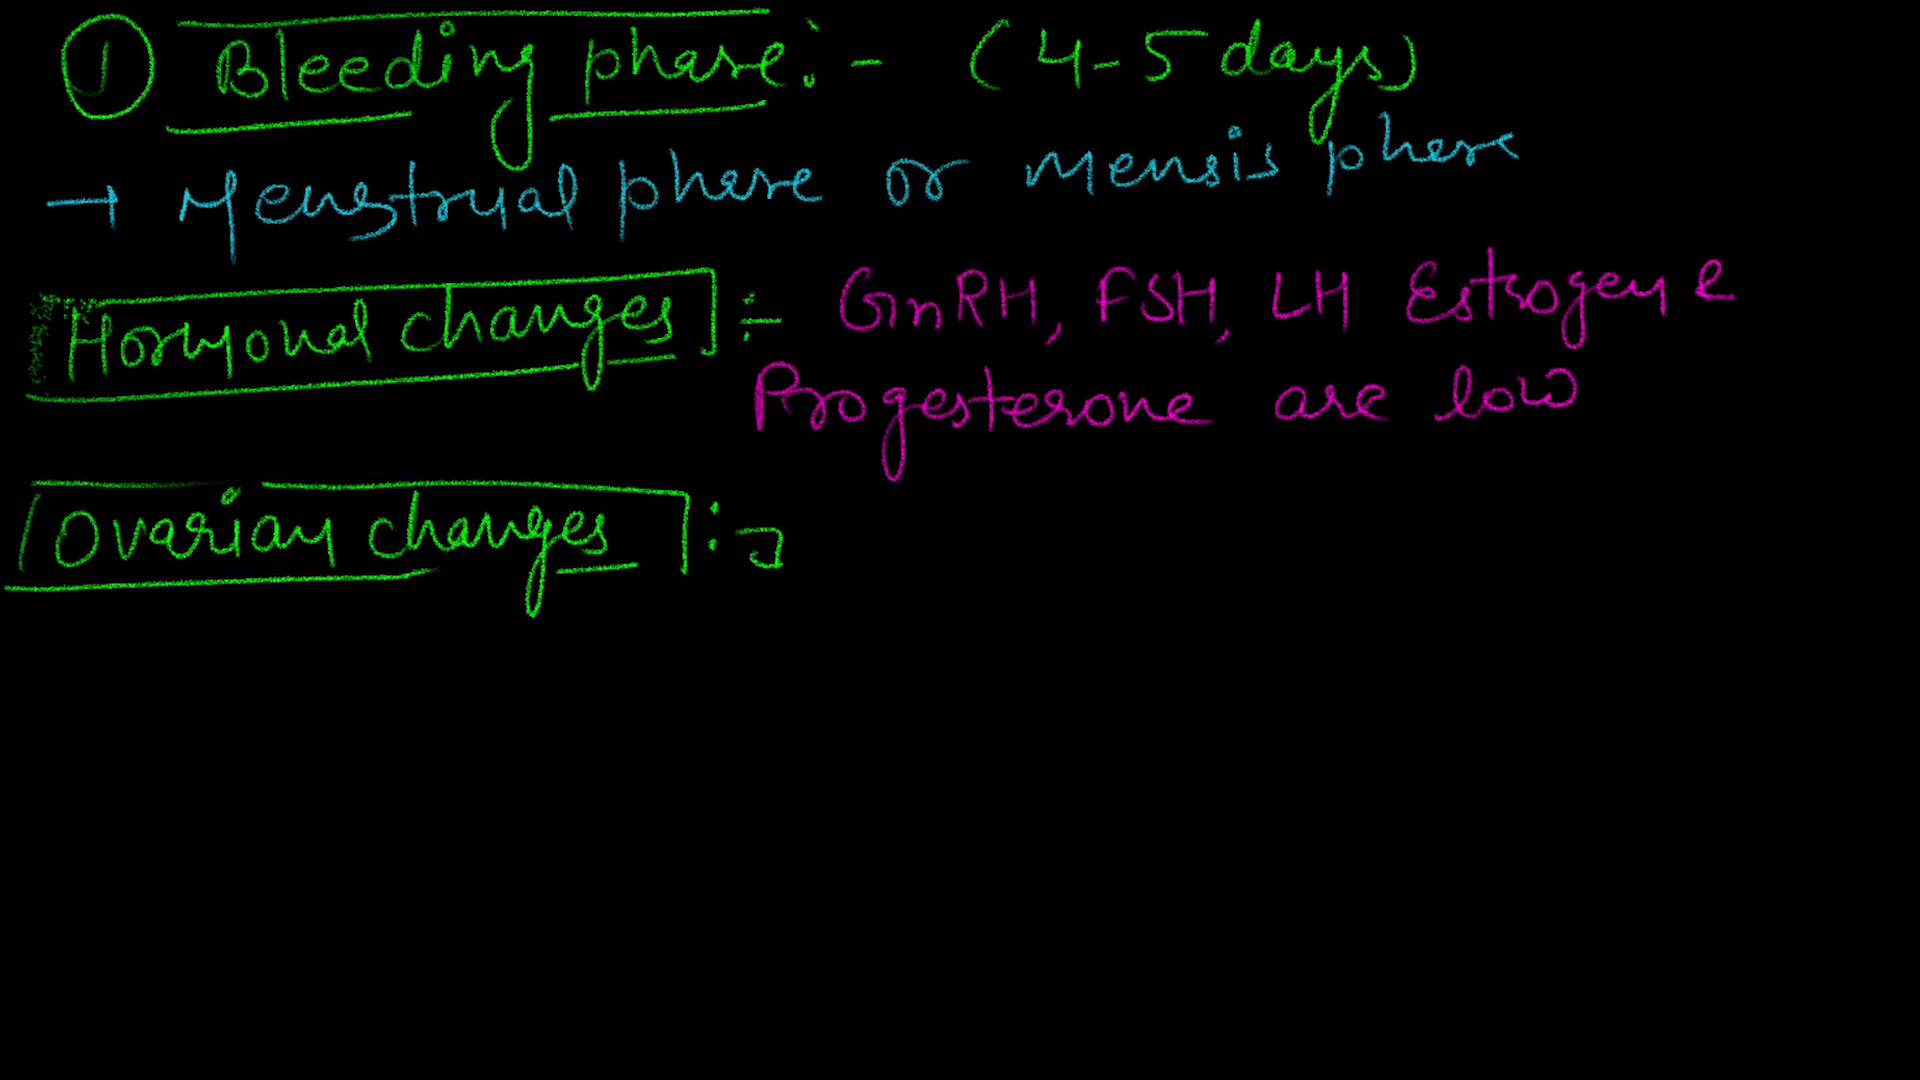 ① Bleeding phase:- (4-5 days)
→ Menstrual phase or Mensis phase
Hormonal changes :- GnRH, FSH, LH Estrogen &
Progesterone are low
Ovarian changes :-